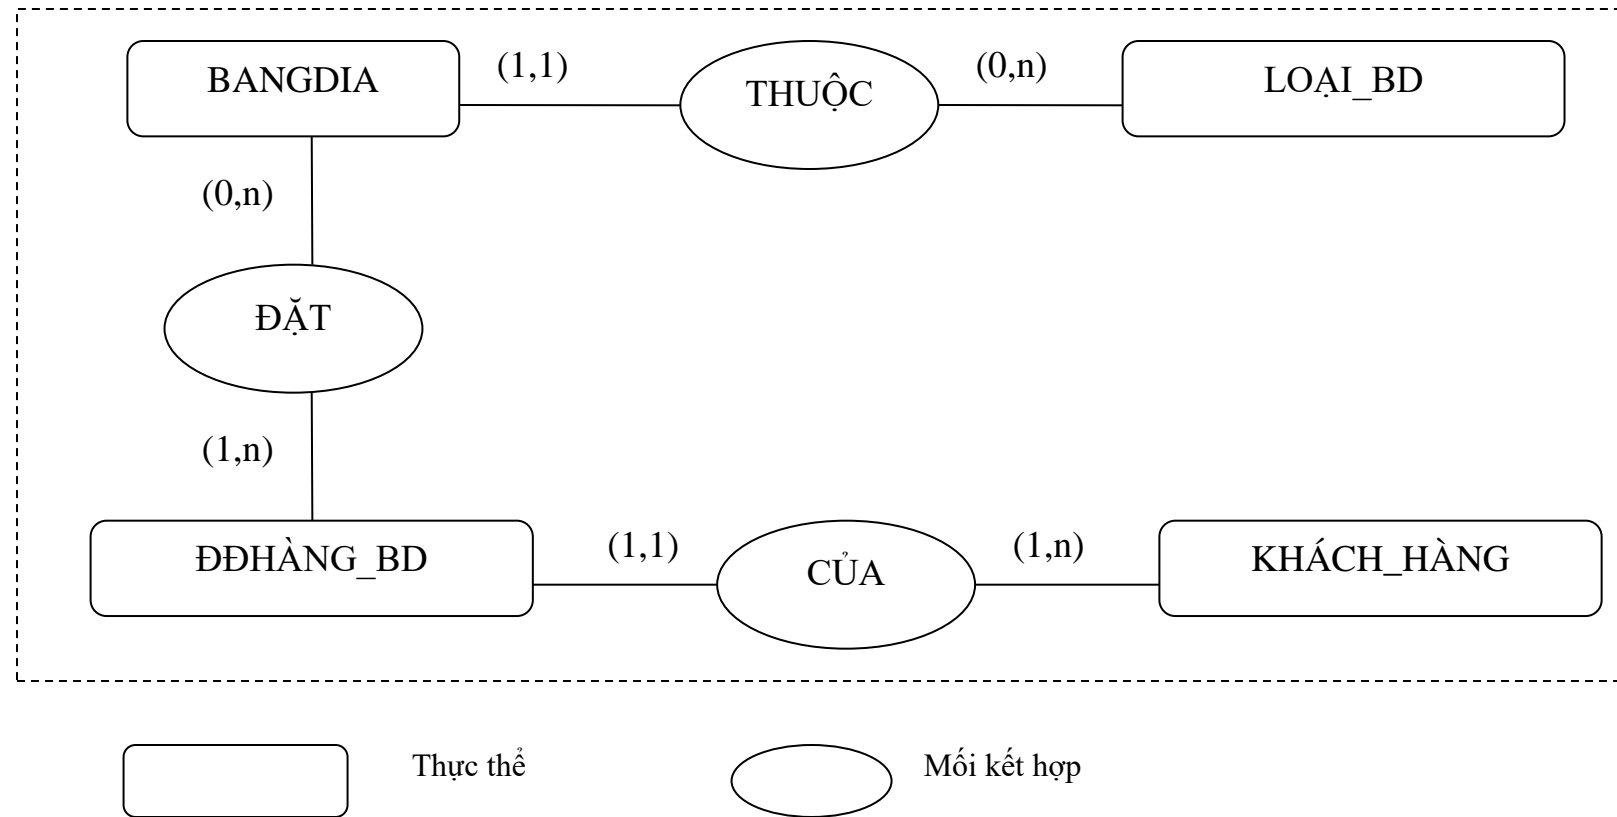 BANGDIA (1,1) THUỘC (0,n) LOẠI_BD
(0,n)
ĐẶT
(1,n)
ĐĐHÀNG_BD (1,1) CỦA (1,n) KHÁCH_HÀNG
Thực thể Mối kết hợp